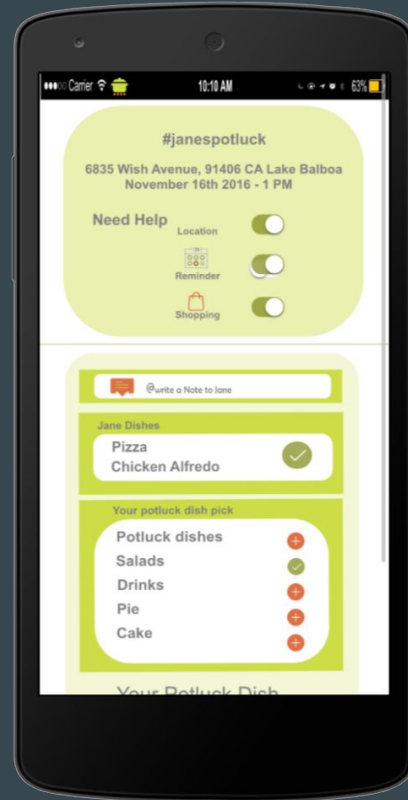 Carrier 10:10 AM 63%
#janespotluck
6835 Wish Avenue, 91406 CA Lake Balboa
November 16th 2016 - 1 PM
Need Help
Location
Reminder
Shopping
@write a Note to Jane
Jane Dishes
Pizza
Chicken Alfredo
Your potluck dish pick
Potluck dishes
Salads
Drinks
Pie
Cake
Your Potluck Dish